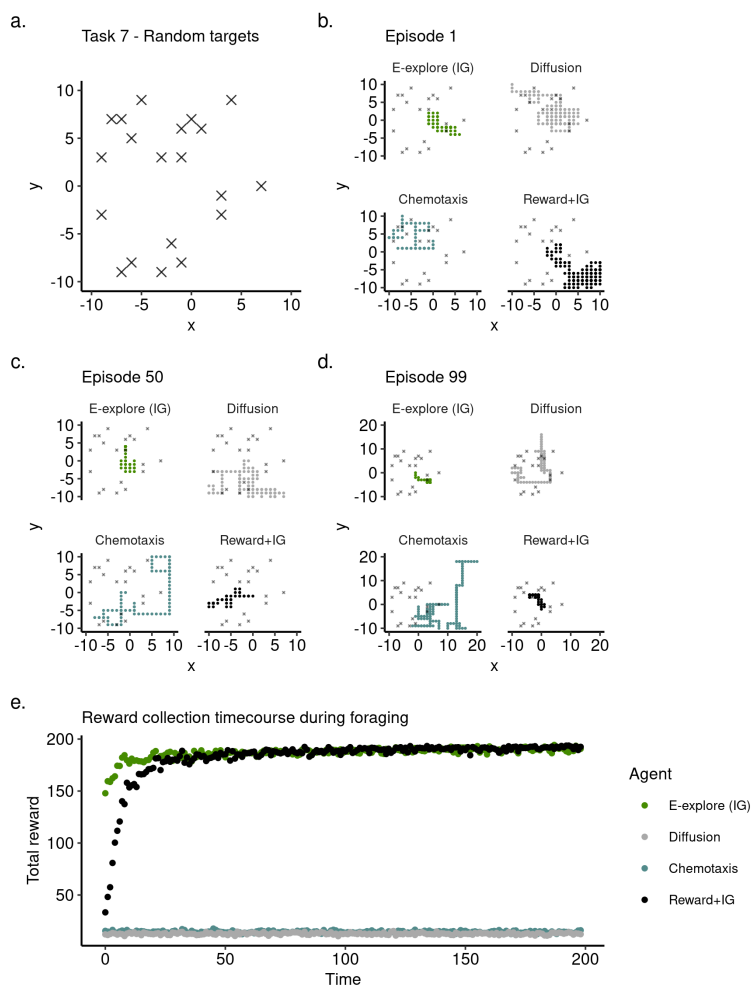 a.
Task 7 - Random targets
10
5
0
-5
-10
y
-10 -5 0 5 10
x
b.
Episode 1
E-explore (IG) Diffusion
10
5
0
-5
-10
y
Chemotaxis Reward+IG
10
5
0
-5
-10
-10 -5 0 5 10 -10 -5 0 5 10
x
c.
Episode 50
E-explore (IG) Diffusion
10
5
0
-5
-10
y
Chemotaxis Reward+IG
10
5
0
-5
-10
-10 -5 0 5 10 -10 -5 0 5 10
x
d.
Episode 99
E-explore (IG) Diffusion
20
10
0
-10
y
Chemotaxis Reward+IG
20
10
0
-10
-10 0 10 20 -10 0 10 20
x
e.
Reward collection timecourse during foraging
200
150
100
50
Total reward
0 50 100 150 200
Time
Agent
E-explore (IG)
Diffusion
Chemotaxis
Reward+IG